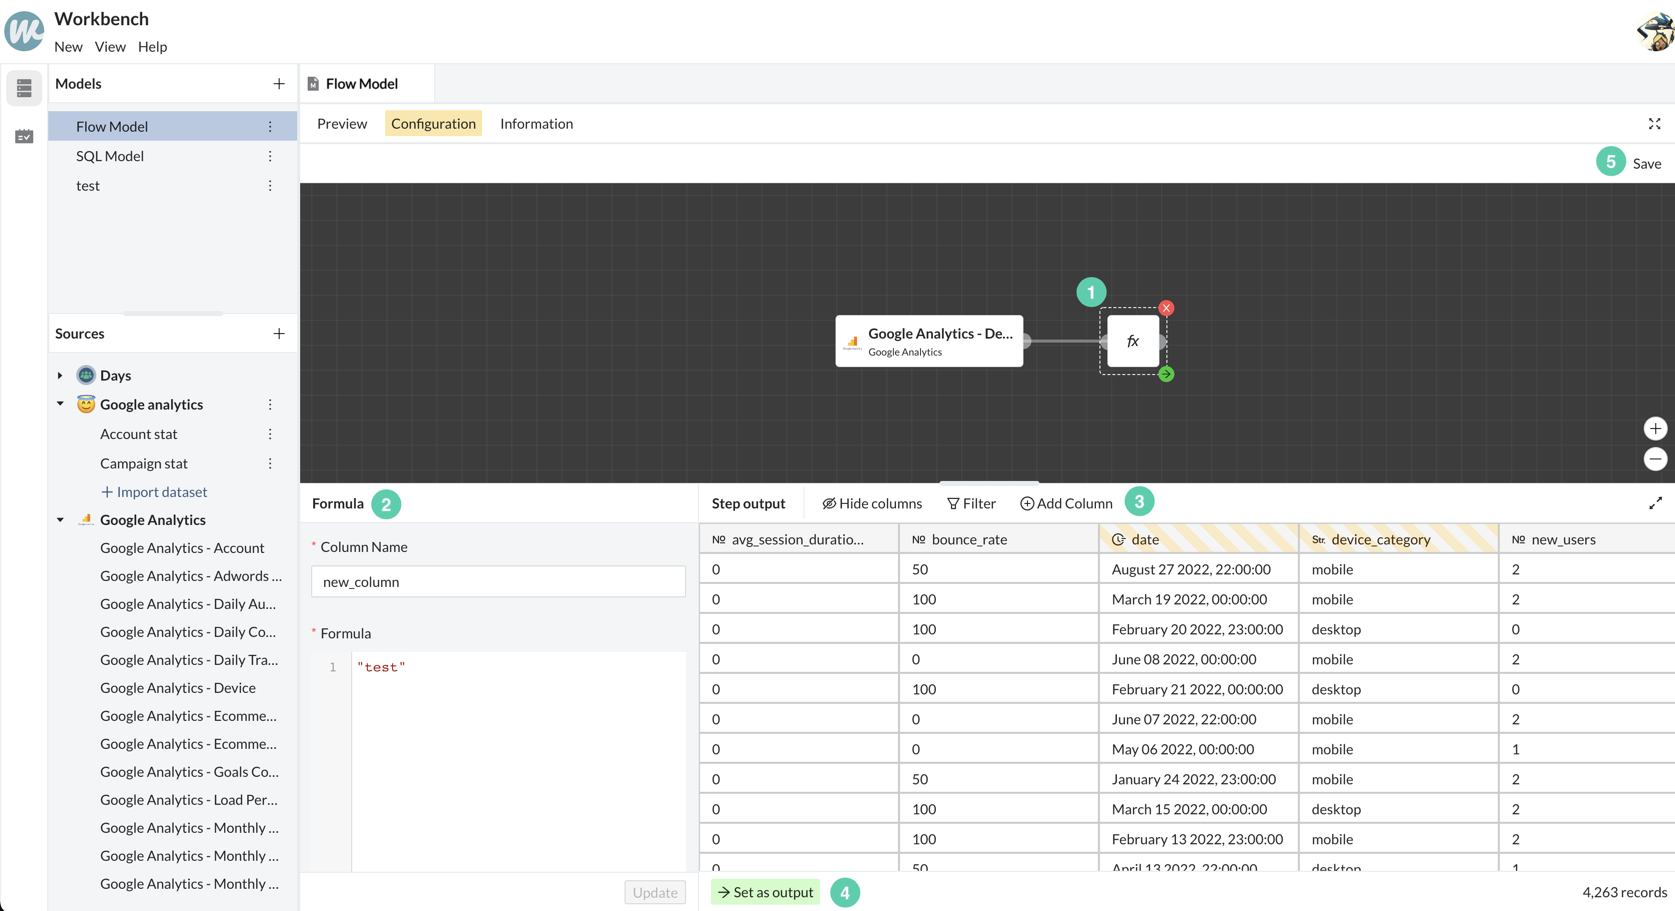 Workbench
New View Help
Models +
Flow Model
SQL Model
test
Sources +
Days
Google analytics
Account stat
Campaign stat
+ Import dataset
Google Analytics
Google Analytics - Account
Google Analytics - Adwords ...
Google Analytics - Daily Au...
Google Analytics - Daily Co...
Google Analytics - Daily Tra...
Google Analytics - Device
Google Analytics - Ecomme...
Google Analytics - Ecomme...
Google Analytics - Goals Co...
Google Analytics - Load Per...
Google Analytics - Monthly ...
Google Analytics - Monthly ...
Google Analytics - Monthly ...
Flow Model
Preview Configuration Information
5 Save
1
Google Analytics - De...
Google Analytics
fx
Formula 2
* Column Name
new_column
* Formula
1 "test"
Update
Step output Hide columns Filter Add Column 3
Nº avg_session_duratio... Nº bounce_rate date Str. device_category Nº new_users
0 50 August 27 2022, 22:00:00 mobile 2
0 100 March 19 2022, 00:00:00 mobile 2
0 100 February 20 2022, 23:00:00 desktop 0
0 0 June 08 2022, 00:00:00 mobile 2
0 100 February 21 2022, 00:00:00 desktop 0
0 0 June 07 2022, 22:00:00 mobile 2
0 0 May 06 2022, 00:00:00 mobile 1
0 50 January 24 2022, 23:00:00 mobile 2
0 100 March 15 2022, 00:00:00 desktop 2
0 100 February 13 2022, 23:00:00 mobile 2
0 50 April 13 2022, 22:00:00 desktop 1
→ Set as output 4 4,263 records